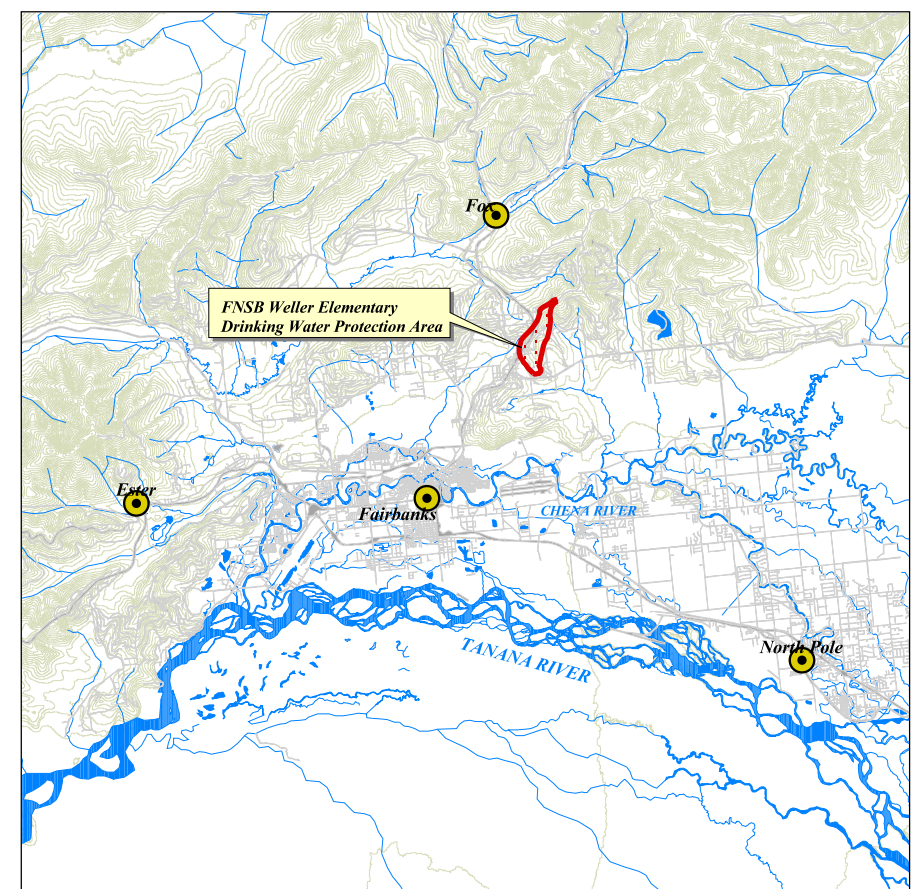 Fox
FNSB Weller Elementary
Drinking Water Protection Area
Ester
Fairbanks
CHENA RIVER
TANANA RIVER
North Pole